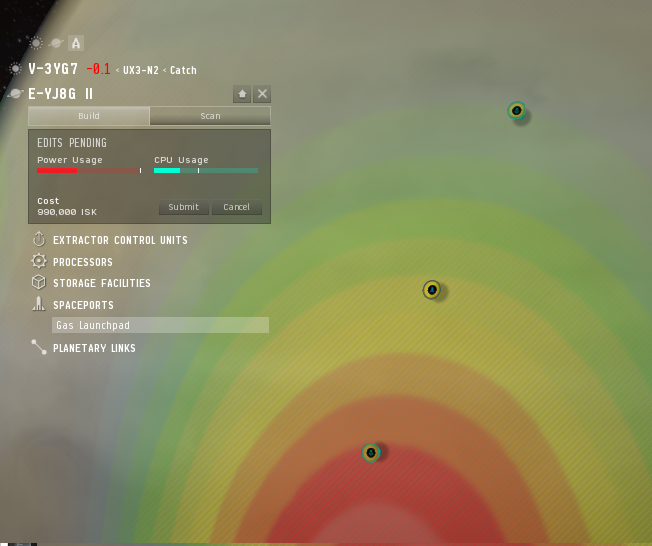 A
V-3YG7 -0.1 ‹ UX3-N2 ‹ Catch
E-YJ8G II
Build Scan
EDITS PENDING
Power Usage CPU Usage
Cost
990,000 ISK
Submit Cancel
EXTRACTOR CONTROL UNITS
PROCESSORS
STORAGE FACILITIES
SPACEPORTS
Gas Launchpad
PLANETARY LINKS